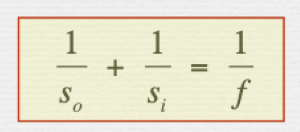 1/s_o + 1/s_i = 1/f